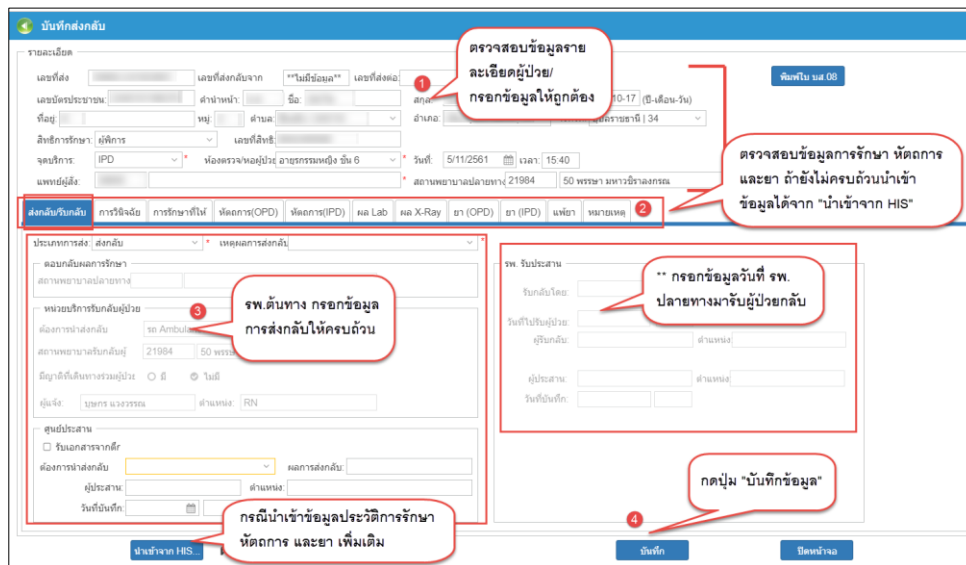 บันทึกส่งกลับ
รายละเอียด
เลขที่ส่ง เลขที่ส่งกลับจาก **ไม่มีข้อมูล** เลขที่ส่งต่อ:
พิมพ์ใบ บส.08
เลขบัตรประชาชน: คำนำหน้า: ชื่อ: สกุล: 10-17 (ปี-เดือน-วัน)
ที่อยู่: หมู่: ตำบล: อำเภอ: อุบลราชธานี | 34
สิทธิการรักษา: ผู้พิการ เลขที่สิทธิ:
จุดบริการ: IPD * ห้องตรวจ/หอผู้ป่วย อายุรกรรมหญิง ชั้น 6 * วันที่: 5/11/2561 เวลา: 15:40
แพทย์ผู้สั่ง: * สถานพยาบาลปลายทาง 21984 50 พรรษา มหาวชิราลงกรณ
1
ตรวจสอบข้อมูลราย
ละเอียดผู้ป่วย/
กรอกข้อมูลให้ถูกต้อง
ตรวจสอบข้อมูลการรักษา หัตถการ
และยา ถ้ายังไม่ครบถ้วนนำเข้า
ข้อมูลได้จาก "นำเข้าจาก HIS"
ส่งกลับ/รับกลับ การวินิจฉัย การรักษาที่ให้ หัตถการ(OPD) หัตถการ(IPD) ผล Lab ผล X-Ray ยา (OPD) ยา (IPD) แพ้ยา หมายเหตุ 2
ประเภทการส่ง: ส่งกลับ * เหตุผลการส่งกลับ *
ตอบกลับผลการรักษา
สถานพยาบาลปลายทาง
หน่วยบริการรับกลับผู้ป่วย
ต้องการนำส่งกลับ รถ Ambul
สถานพยาบาลรับกลับผู้ 21984 50 พรรษ
มีญาติที่เดินทางร่วมผู้ป่วย มี ไม่มี
ผู้แจ้ง: บุษกร แวงวรรณ ตำแหน่ง: RN
3
รพ.ต้นทาง กรอกข้อมูล
การส่งกลับให้ครบถ้วน
ศูนย์ประสาน
รับเอกสารจากตึก
ต้องการนำส่งกลับ ผลการส่งกลับ:
ผู้ประสาน: ตำแหน่ง:
วันที่บันทึก:
กรณีนำเข้าข้อมูลประวัติการรักษา
หัตถการ และยา เพิ่มเติม
รพ. รับประสาน
รับกลับโดย:
วันที่ไปรับผู้ป่วย:
ผู้รับกลับ: ตำแหน่ง
ผู้ประสาน: ตำแหน่ง
วันที่บันทึก:
** กรอกข้อมูลวันที่ รพ.
ปลายทางมารับผู้ป่วยกลับ
กดปุ่ม "บันทึกข้อมูล"
4
นำเข้าจาก HIS... บันทึก ปิดหน้าจอ